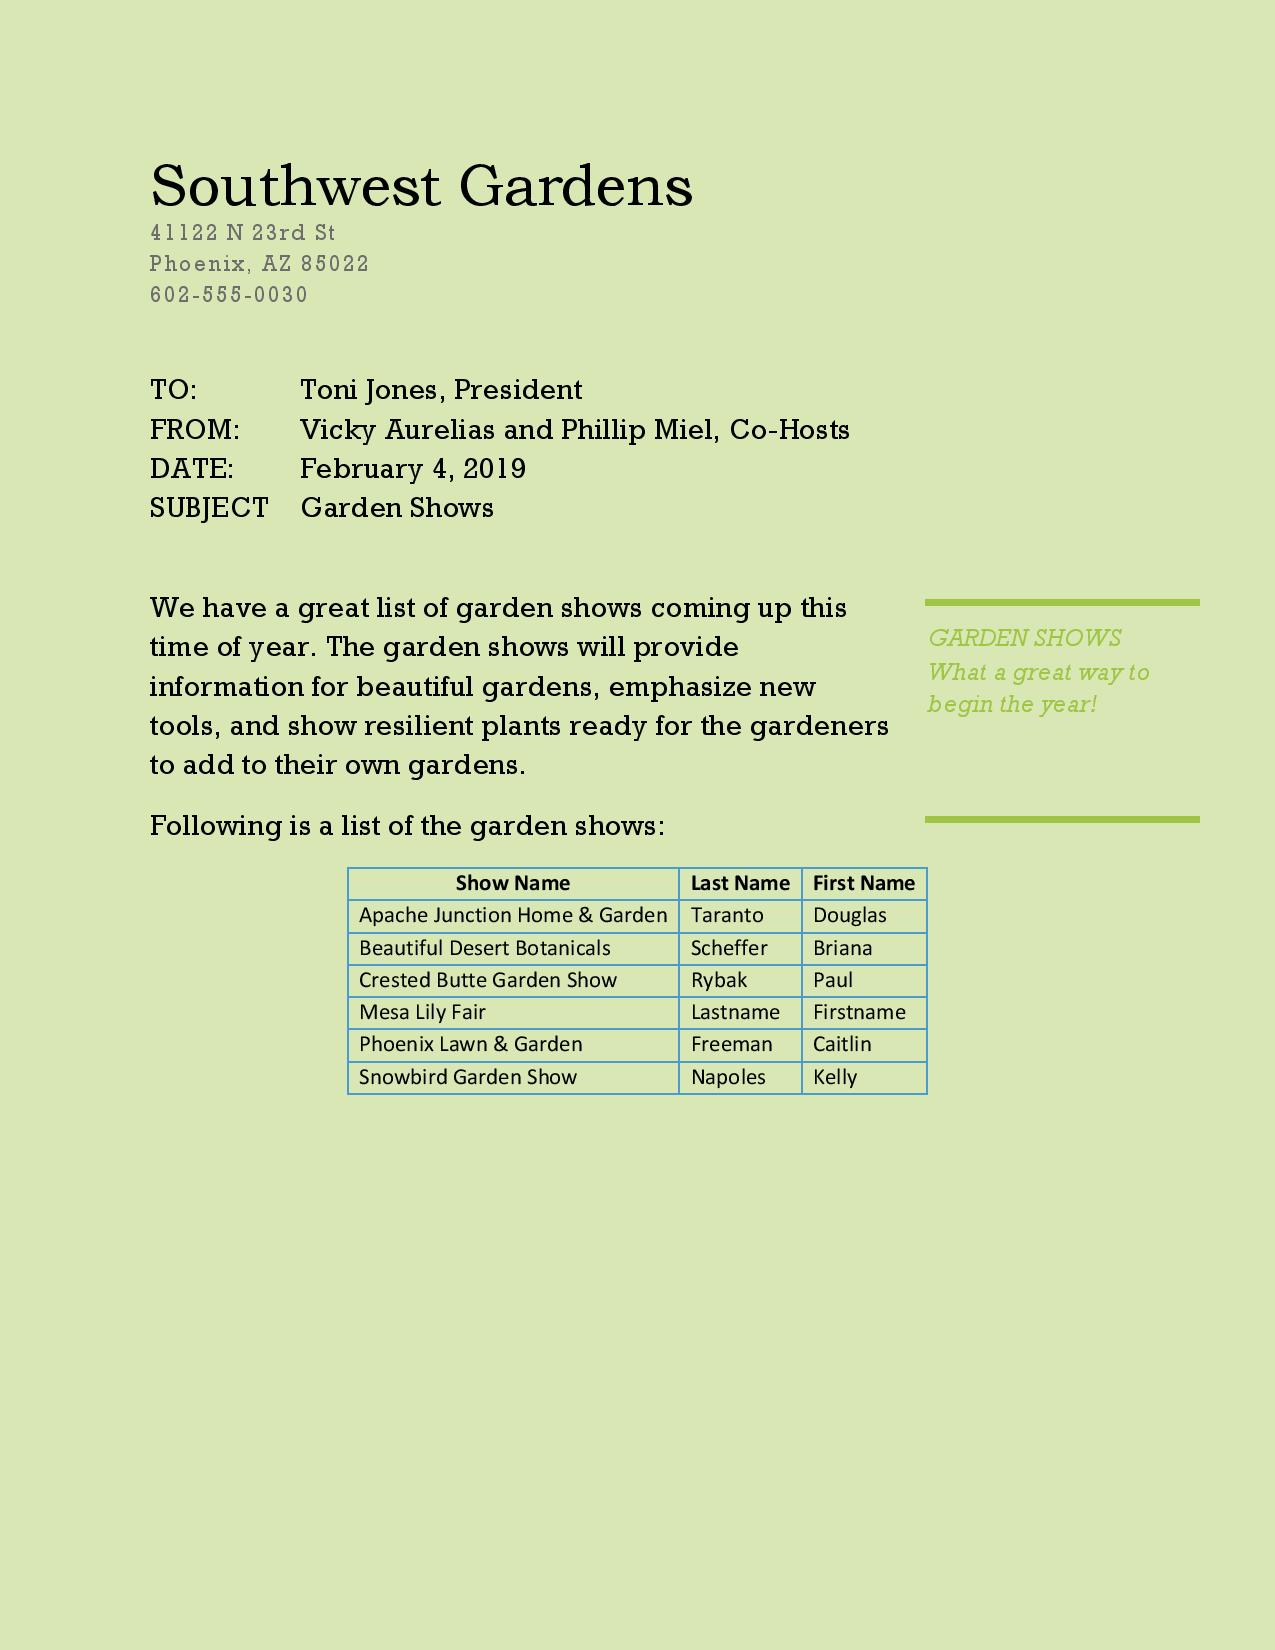 Southwest Gardens
41122 N 23rd St
Phoenix, AZ 85022
602-555-0030
TO: Toni Jones, President
FROM: Vicky Aurelias and Phillip Miel, Co-Hosts
DATE: February 4, 2019
SUBJECT Garden Shows
We have a great list of garden shows coming up this
time of year. The garden shows will provide
information for beautiful gardens, emphasize new
tools, and show resilient plants ready for the gardeners
to add to their own gardens.
GARDEN SHOWS
What a great way to
begin the year!
Following is a list of the garden shows:
Show Name Last Name First Name
Apache Junction Home & Garden Taranto Douglas
Beautiful Desert Botanicals Scheffer Briana
Crested Butte Garden Show Rybak Paul
Mesa Lily Fair Lastname Firstname
Phoenix Lawn & Garden Freeman Caitlin
Snowbird Garden Show Napoles Kelly